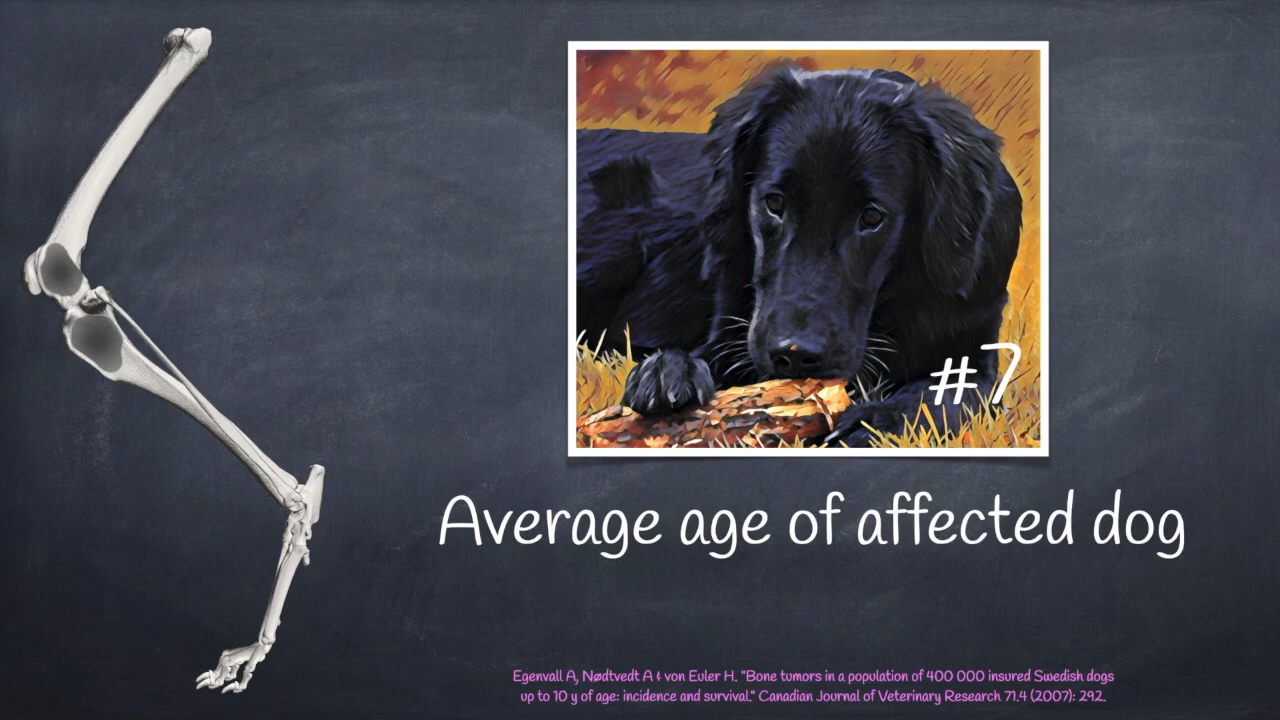 #7
Average age of affected dog
Egenvall A, Nødtvedt A & von Euler H. "Bone tumors in a population of 400 000 insured Swedish dogs
up to 10 y of age: incidence and survival." Canadian Journal of Veterinary Research 71.4 (2007): 292.